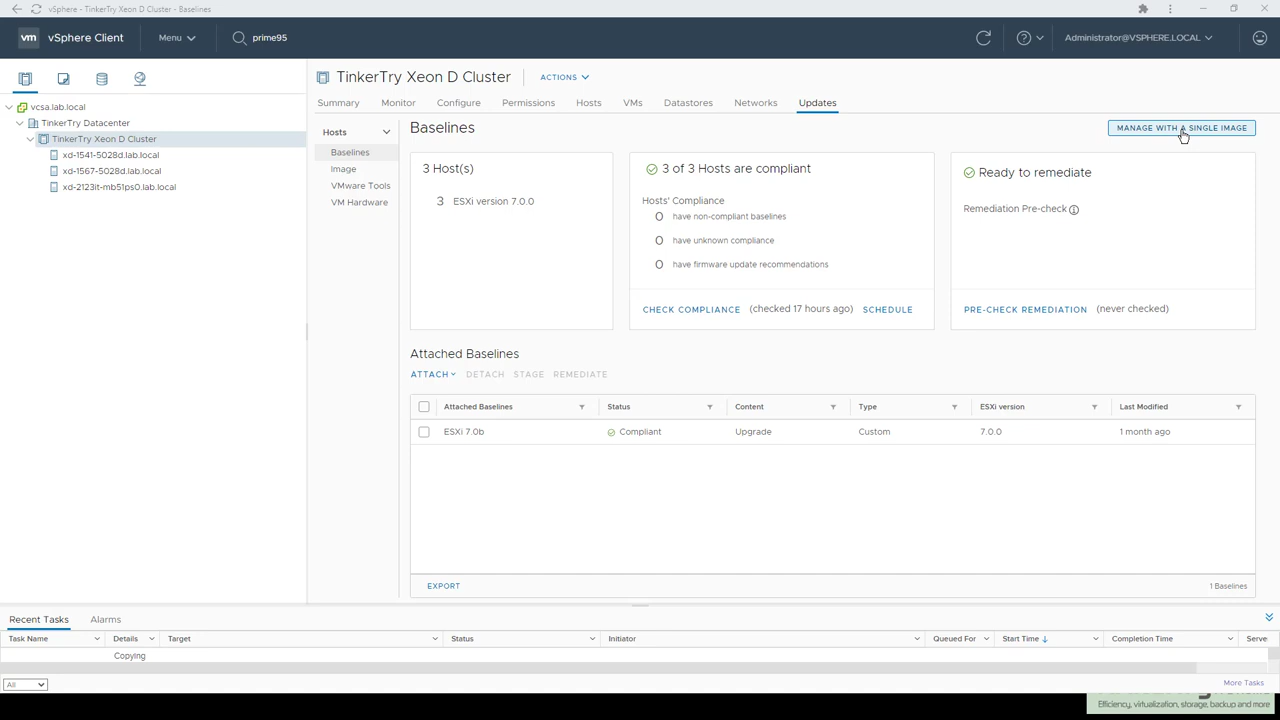 vSphere - TinkerTry Xeon D Cluster - Baselines
vm vSphere Client Menu prime95 Administrator@VSPHERE.LOCAL
vcsa.lab.local
TinkerTry Datacenter
TinkerTry Xeon D Cluster
xd-1541-5028d.lab.local
xd-1567-5028d.lab.local
xd-2123it-mb51ps0.lab.local
TinkerTry Xeon D Cluster ACTIONS
Summary Monitor Configure Permissions Hosts VMs Datastores Networks Updates
Hosts
Baselines
Image
VMware Tools
VM Hardware
Baselines
MANAGE WITH A SINGLE IMAGE
3 Host(s)
3 ESXi version 7.0.0
3 of 3 Hosts are compliant
Hosts' Compliance
0 have non-compliant baselines
0 have unknown compliance
0 have firmware update recommendations
CHECK COMPLIANCE (checked 17 hours ago) SCHEDULE
Ready to remediate
Remediation Pre-check
PRE-CHECK REMEDIATION (never checked)
Attached Baselines
ATTACH DETACH STAGE REMEDIATE
Attached Baselines Status Content Type ESXi version Last Modified
ESXi 7.0b Compliant Upgrade Custom 7.0.0 1 month ago
EXPORT 1 Baselines
Recent Tasks Alarms
Task Name Details Target Status Initiator Queued For Start Time Completion Time Serve
Copying
All More Tasks
Efficiency, virtualization, storage, backup and more